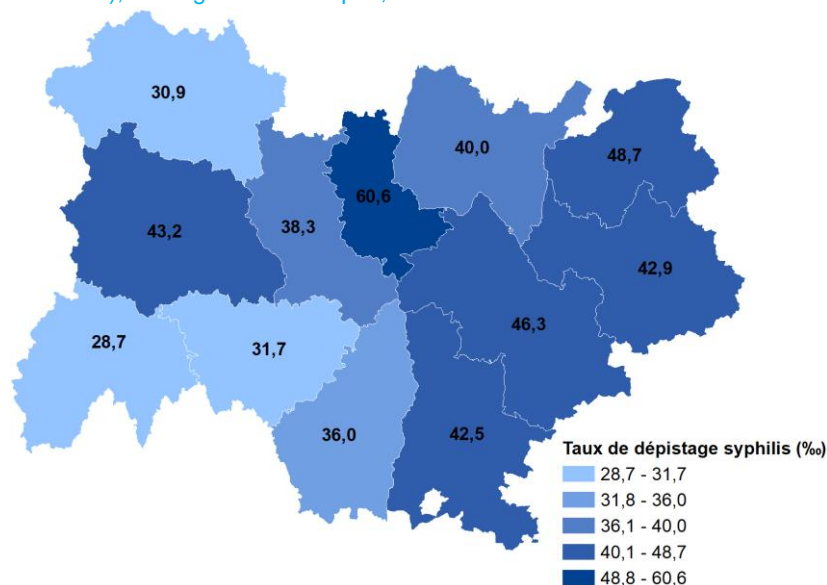 30,9
40,0
48,7
60,6
43,2
38,3
42,9
46,3
28,7
31,7
36,0
42,5
Taux de dépistage syphilis (‰)
28,7 - 31,7
31,8 - 36,0
36,1 - 40,0
40,1 - 48,7
48,8 - 60,6